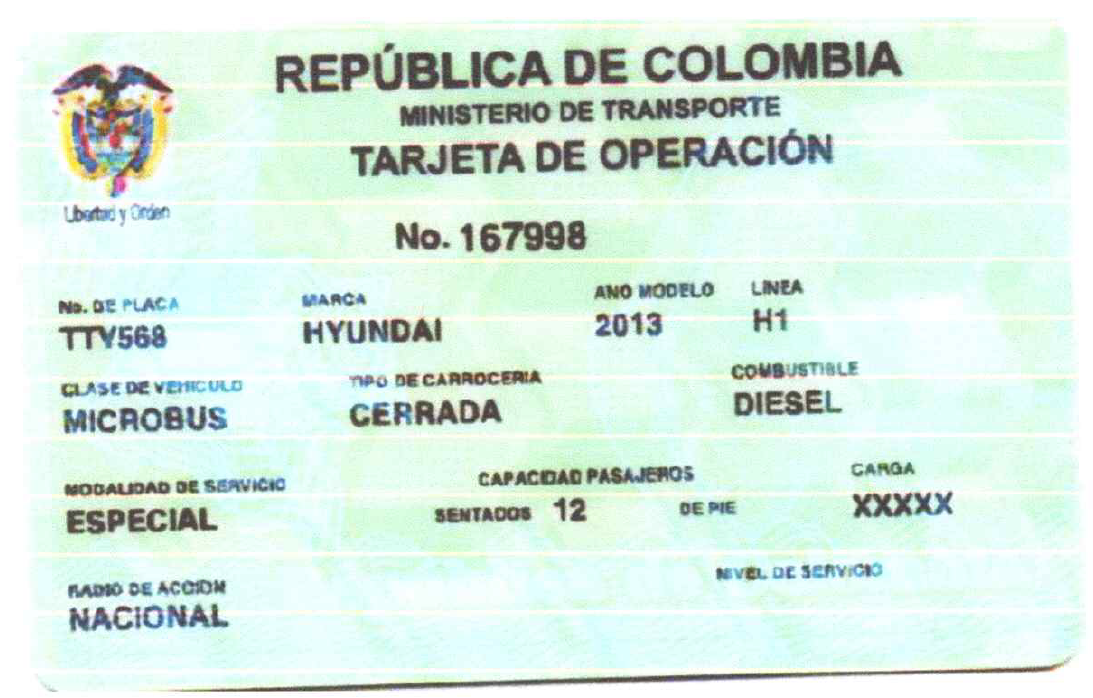 REPÚBLICA DE COLOMBIA
MINISTERIO DE TRANSPORTE
TARJETA DE OPERACIÓN
Libertad y Orden
No. 167998
No. DE PLACA MARCA ANO MODELO LINEA
TTY568 HYUNDAI 2013 H1
CLASE DE VEHICULO TIPO DE CARROCERIA COMBUSTIBLE
MICROBUS CERRADA DIESEL
MODALIDAD DE SERVICIO CAPACIDAD PASAJEROS CARGA
ESPECIAL SENTADOS 12 DE PIE XXXXX
RADIO DE ACCION NIVEL DE SERVICIO
NACIONAL